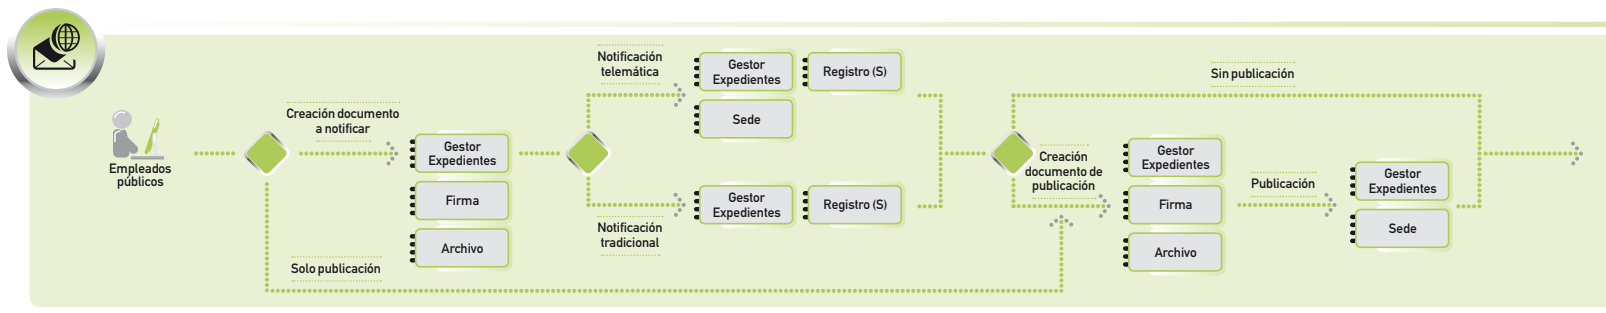 Empleados
públicos
Creación documento
a notificar
Gestor
Expedientes
Firma
Archivo
Solo publicación
Notificación
telemática
Gestor
Expedientes
Registro (S)
Sede
Notificación
tradicional
Gestor
Expedientes
Registro (S)
Sin publicación
Creación
documento de
publicación
Gestor
Expedientes
Firma
Archivo
Publicación
Gestor
Expedientes
Sede